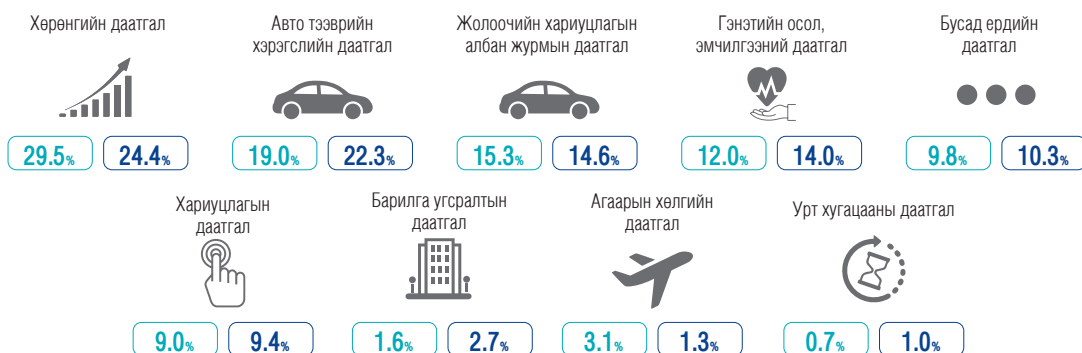 Хөрөнгийн даатгал
Авто тээврийн
хэрэгслийн даатгал
Жолоочийн хариуцлагын
албан журмын даатгал
Гэнэтийн осол,
эмчилгээний даатгал
Бусад ердийн
даатгал
29.5% 24.4%
19.0% 22.3%
15.3% 14.6%
12.0% 14.0%
9.8% 10.3%
Хариуцлагын
даатгал
Барилга угсралтын
даатгал
Агаарын хөлгийн
даатгал
Урт хугацааны даатгал
9.0% 9.4%
1.6% 2.7%
3.1% 1.3%
0.7% 1.0%